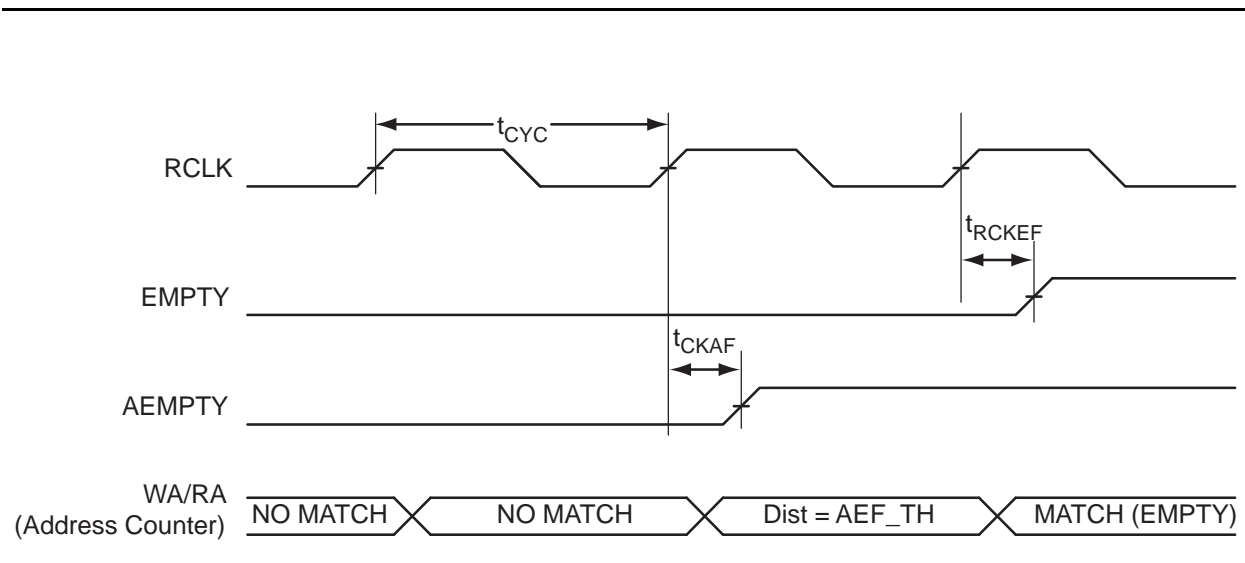 tCYC
RCLK
tRCKEF
EMPTY
tCKAF
AEMPTY
WA/RA
(Address Counter)
NO MATCH
NO MATCH
Dist = AEF_TH
MATCH (EMPTY)